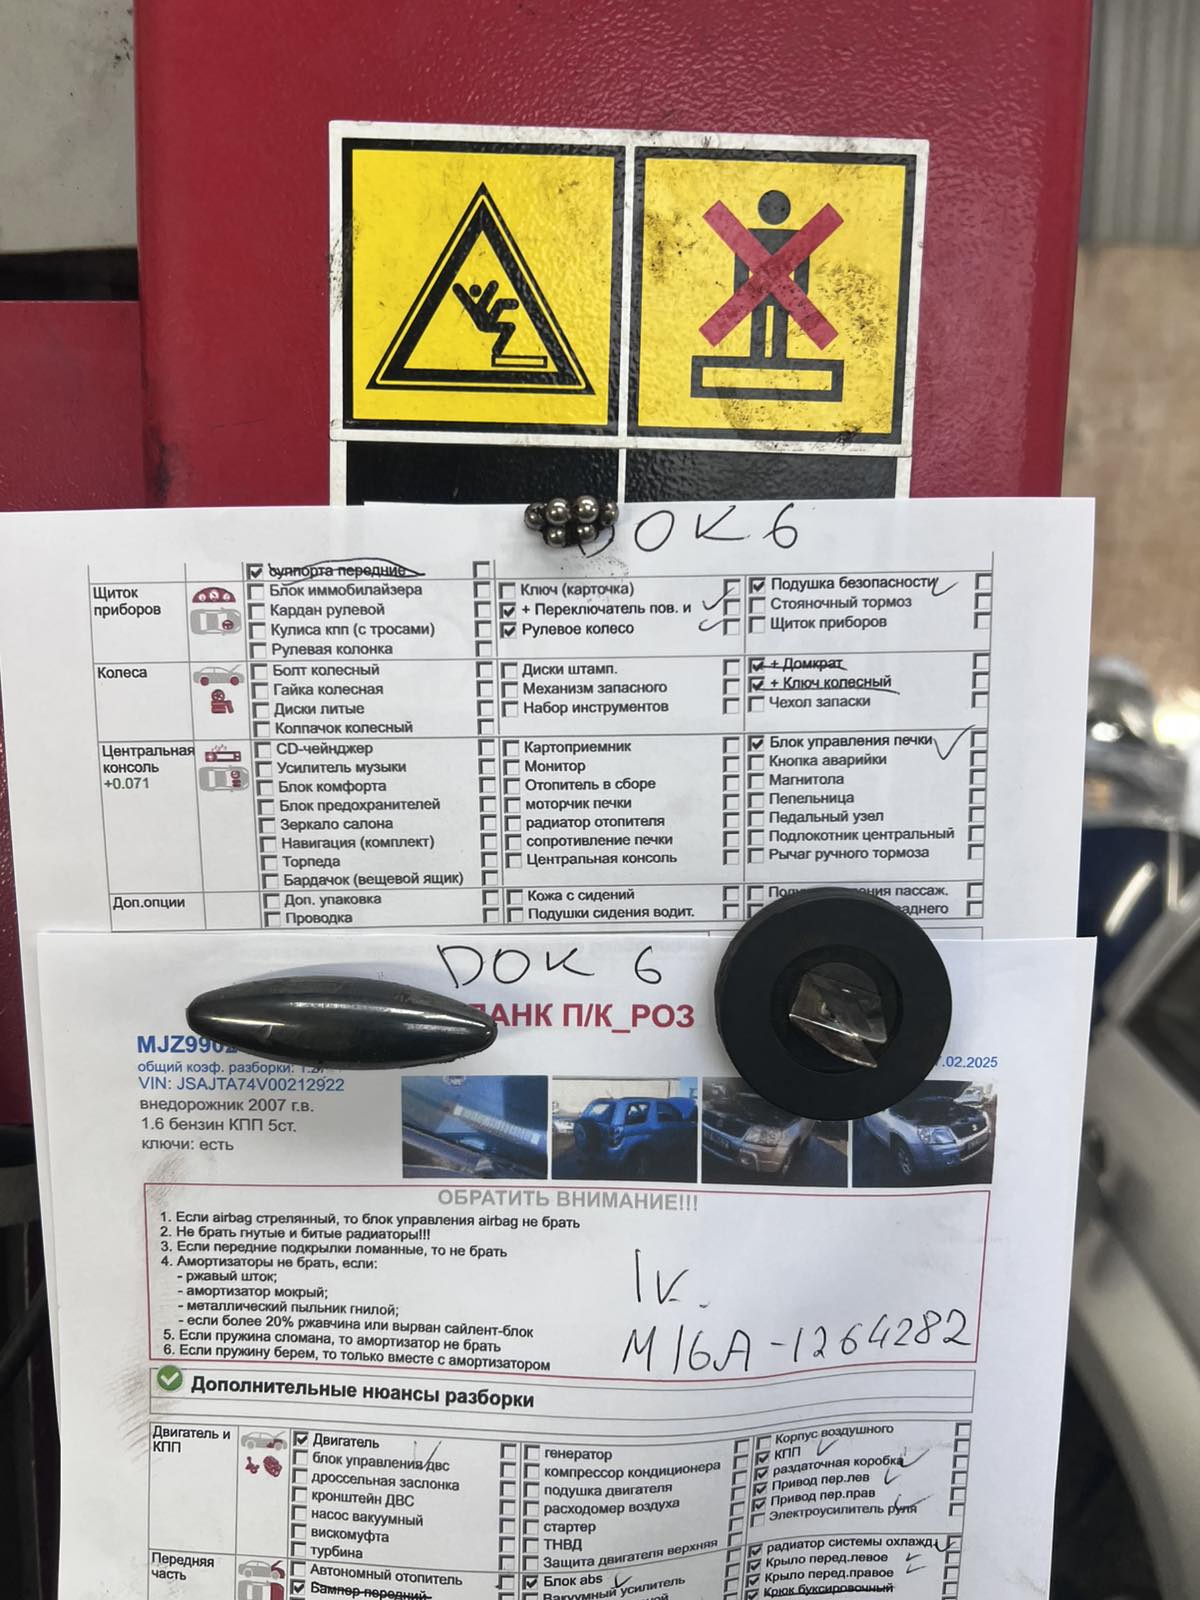 DOK 6
суппорта передние
Щиток приборов
Блок иммобилайзера
Кардан рулевой
Кулиса кпп (с тросами)
Рулевая колонка
Ключ (карточка)
+ Переключатель пов. и
Рулевое колесо
Подушка безопасности
Стояночный тормоз
Щиток приборов
Колеса
Болт колесный
Гайка колесная
Диски литые
Колпачок колесный
Диски штамп.
Механизм запасного
Набор инструментов
+ Домкрат
+ Ключ колесный
Чехол запаски
Центральная консоль
+0.071
CD-чейнджер
Усилитель музыки
Блок комфорта
Блок предохранителей
Зеркало салона
Навигация (комплект)
Торпеда
Бардачок (вещевой ящик)
Картоприемник
Монитор
Отопитель в сборе
моторчик печки
радиатор отопителя
сопротивление печки
Центральная консоль
Блок управления печки
Кнопка аварийки
Магнитола
Пепельница
Педальный узел
Подлокотник центральный
Рычаг ручного тормоза
Доп.опции
Доп. упаковка
Проводка
Кожа с сидений
Подушки сидения водит.
пассаж.
DOK 6
П/К_РОЗ
общий коэф. разборки:
.02.2025
VIN: JSAJTA74V00212922
внедорожник 2007 г.в.
1.6 бензин КПП 5ст.
ключи: есть
ОБРАТИТЬ ВНИМАНИЕ!!!
1. Если airbag стрелянный, то блок управления airbag не брать
2. Не брать гнутые и битые радиаторы!!!
3. Если передние подкрылки ломанные, то не брать
4. Амортизаторы не брать, если:
- ржавый шток;
- амортизатор мокрый;
- металлический пыльник гнилой;
- если более 20% ржавчина или вырван сайлент-блок
5. Если пружина сломана, то амортизатор не брать
6. Если пружину берем, то только вместе с амортизатором
1к.
M16A-1264282
Дополнительные нюансы разборки
Двигатель и КПП
Двигатель
блок управления двс
дроссельная заслонка
кронштейн ДВС
насос вакуумный
вискомуфта
турбина
генератор
компрессор кондиционера
подушка двигателя
расходомер воздуха
стартер
ТНВД
Защита двигателя верхняя
Корпус воздушного
КПП
раздаточная коробка
Привод пер.лев
Привод пер.прав
Электроусилитель руля
Передняя часть
Автономный отопитель
Бампер передний
Блок abs
Вакуумный усилитель
радиатор системы охлажд.
Крыло перед.левое
Крыло перед.правое
Крюк буксировочный